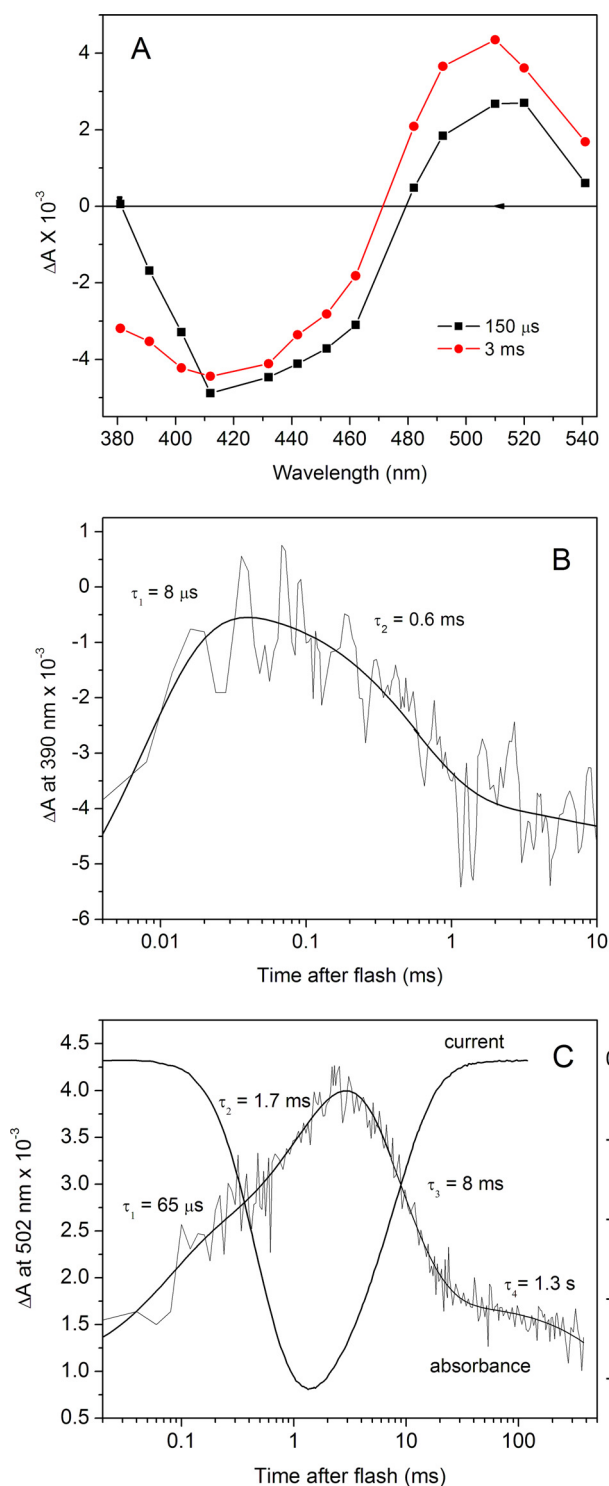 A
4
2
0
-2
-4
ΔA X 10⁻³
150 μs
3 ms
380 400 420 440 460 480 500 520 540
Wavelength (nm)
B
1
0
-1
-2
-3
-4
-5
-6
ΔA at 390 nm x 10⁻³
τ₁ = 8 μs
τ₂ = 0.6 ms
0.01 0.1 1 10
Time after flash (ms)
C
4.5
4.0
3.5
3.0
2.5
2.0
1.5
1.0
0.5
ΔA at 502 nm x 10⁻³
current
τ₂ = 1.7 ms
τ₁ = 65 μs
τ₃ = 8 ms
τ₄ = 1.3 s
absorbance
0.1 1 10 100
Time after flash (ms)